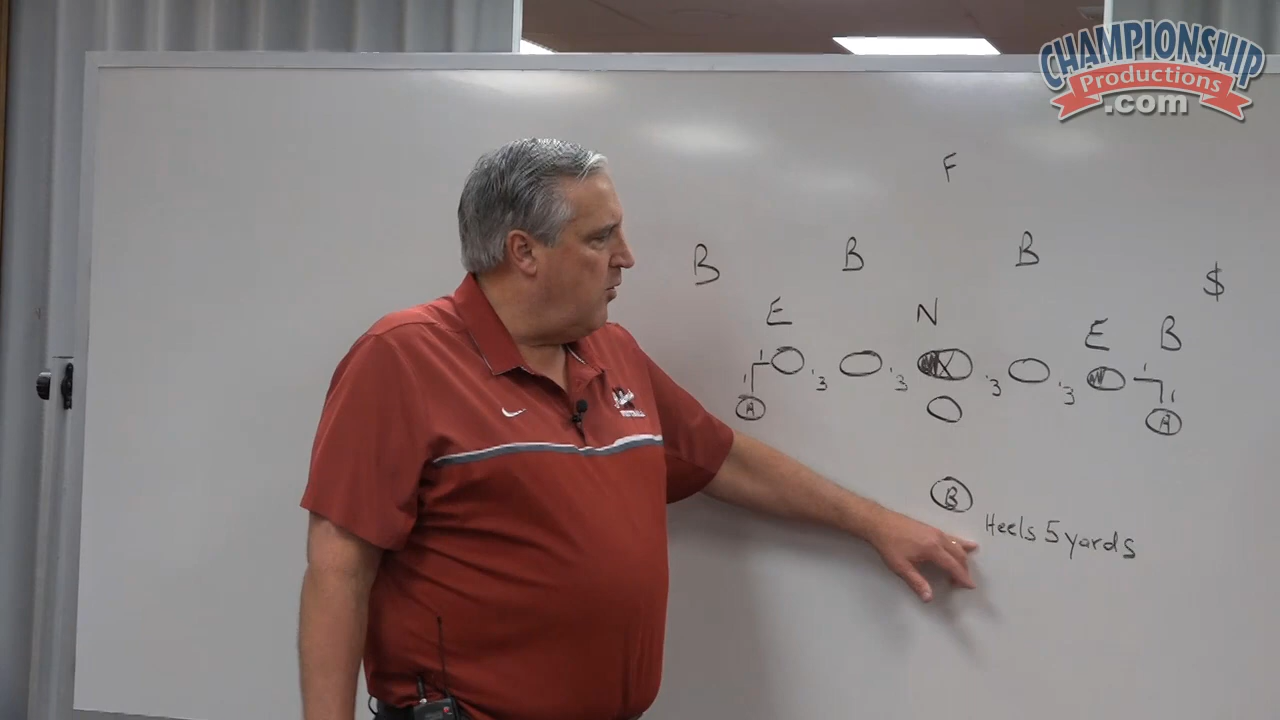 CHAMPIONSHIP
Productions
.com
F
B B B $
E N E B
X
1 1
1 3 3 3 3 1
A A
B
Heels 5 yards